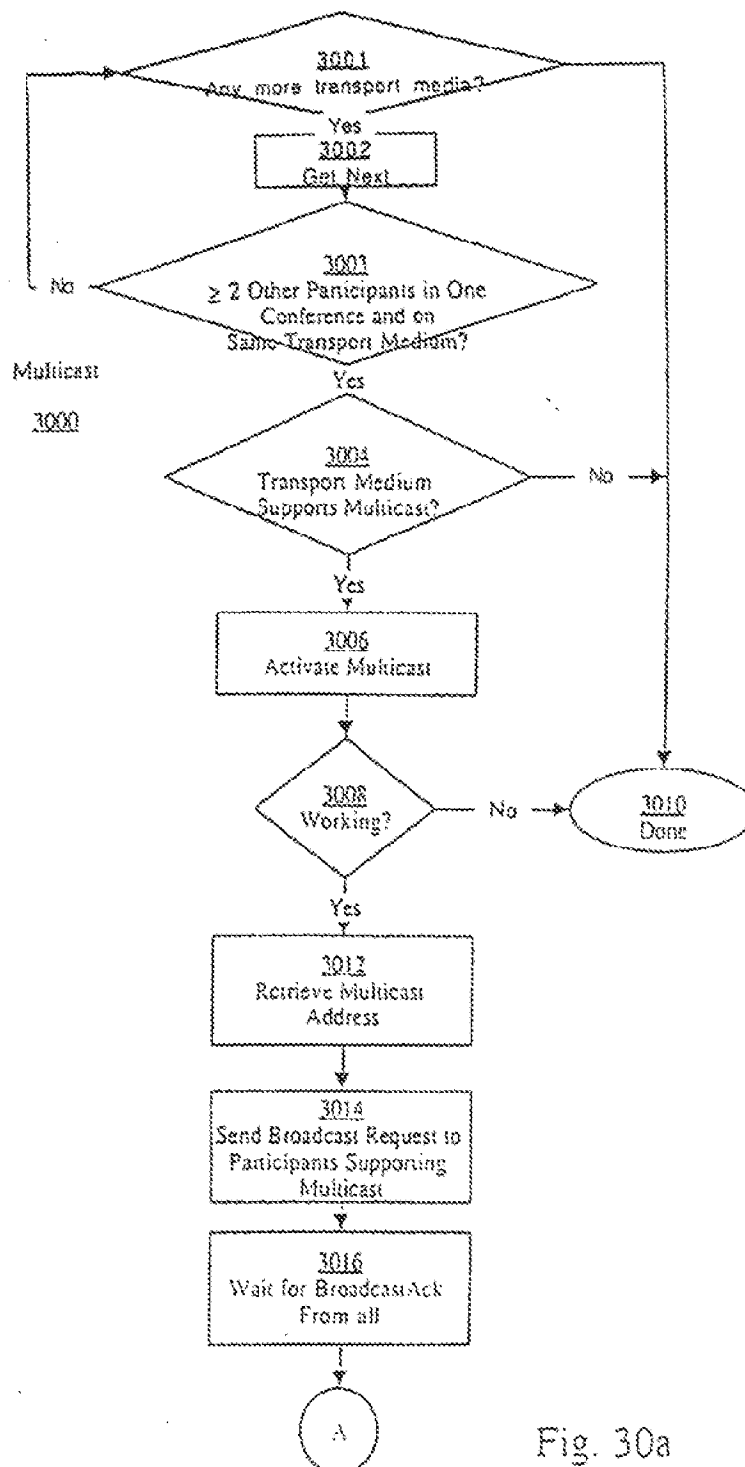 3001
Any more transport media?
Yes
3002
Get Next
3003
≥ 2 Other Participants in One
Conference and on
Same Transport Medium?
No
Yes
Multicast
3000
3004
Transport Medium
Supports Multicast?
No
Yes
3006
Activate Multicast
3008
Working?
No
3010
Done
Yes
3012
Retrieve Multicast
Address
3014
Send Broadcast Request to
Participants Supporting
Multicast
3016
Wait for BroadcastAck
From all
A
Fig. 30a